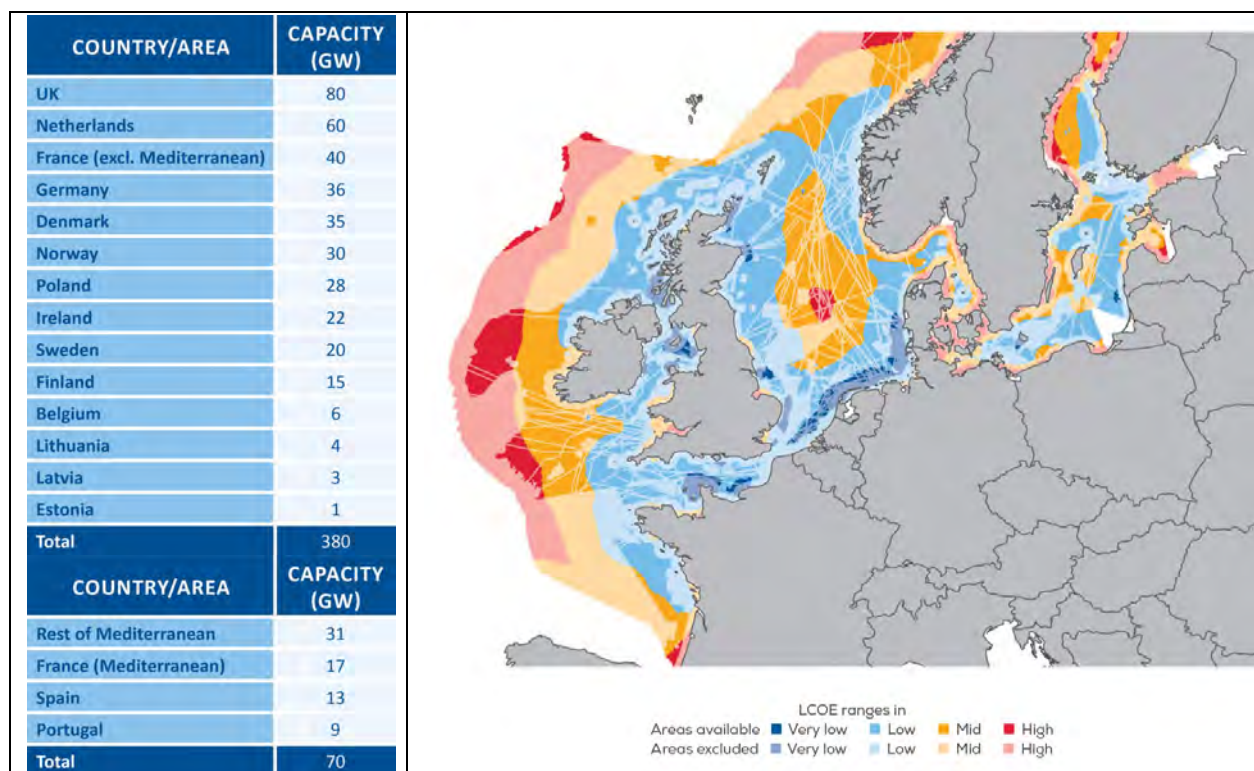 COUNTRY/AREA CAPACITY (GW)
UK 80
Netherlands 60
France (excl. Mediterranean) 40
Germany 36
Denmark 35
Norway 30
Poland 28
Ireland 22
Sweden 20
Finland 15
Belgium 6
Lithuania 4
Latvia 3
Estonia 1
Total 380
COUNTRY/AREA CAPACITY (GW)
Rest of Mediterranean 31
France (Mediterranean) 17
Spain 13
Portugal 9
Total 70
LCOE ranges in
Areas available Very low Low Mid High
Areas excluded Very low Low Mid High